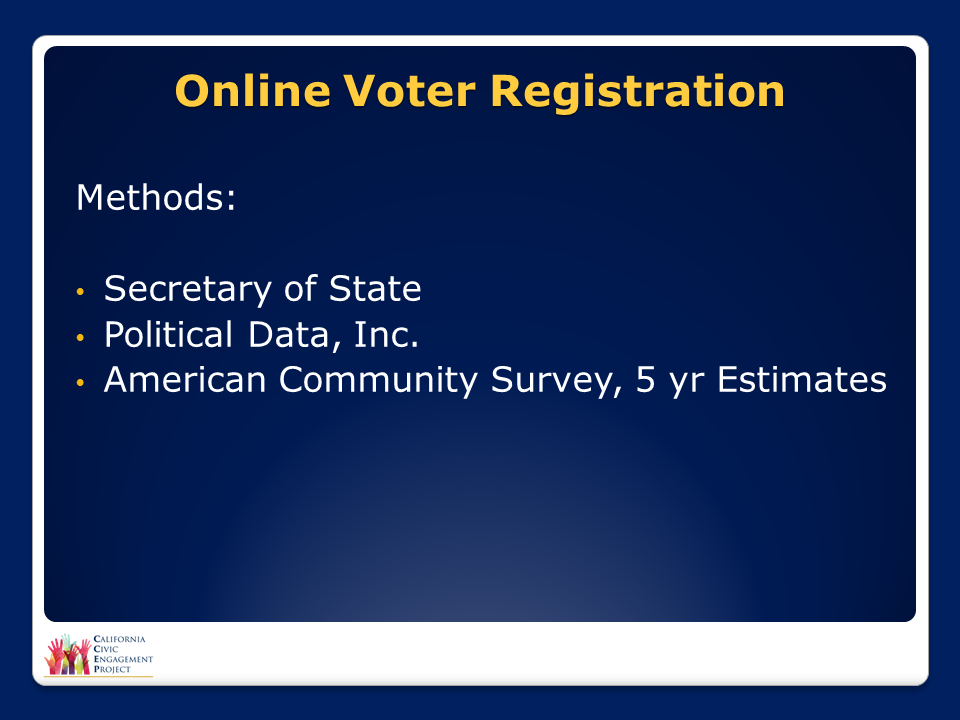 Online Voter Registration
Methods:
• Secretary of State
• Political Data, Inc.
• American Community Survey, 5 yr Estimates
CALIFORNIA
CIVIC
ENGAGEMENT
PROJECT